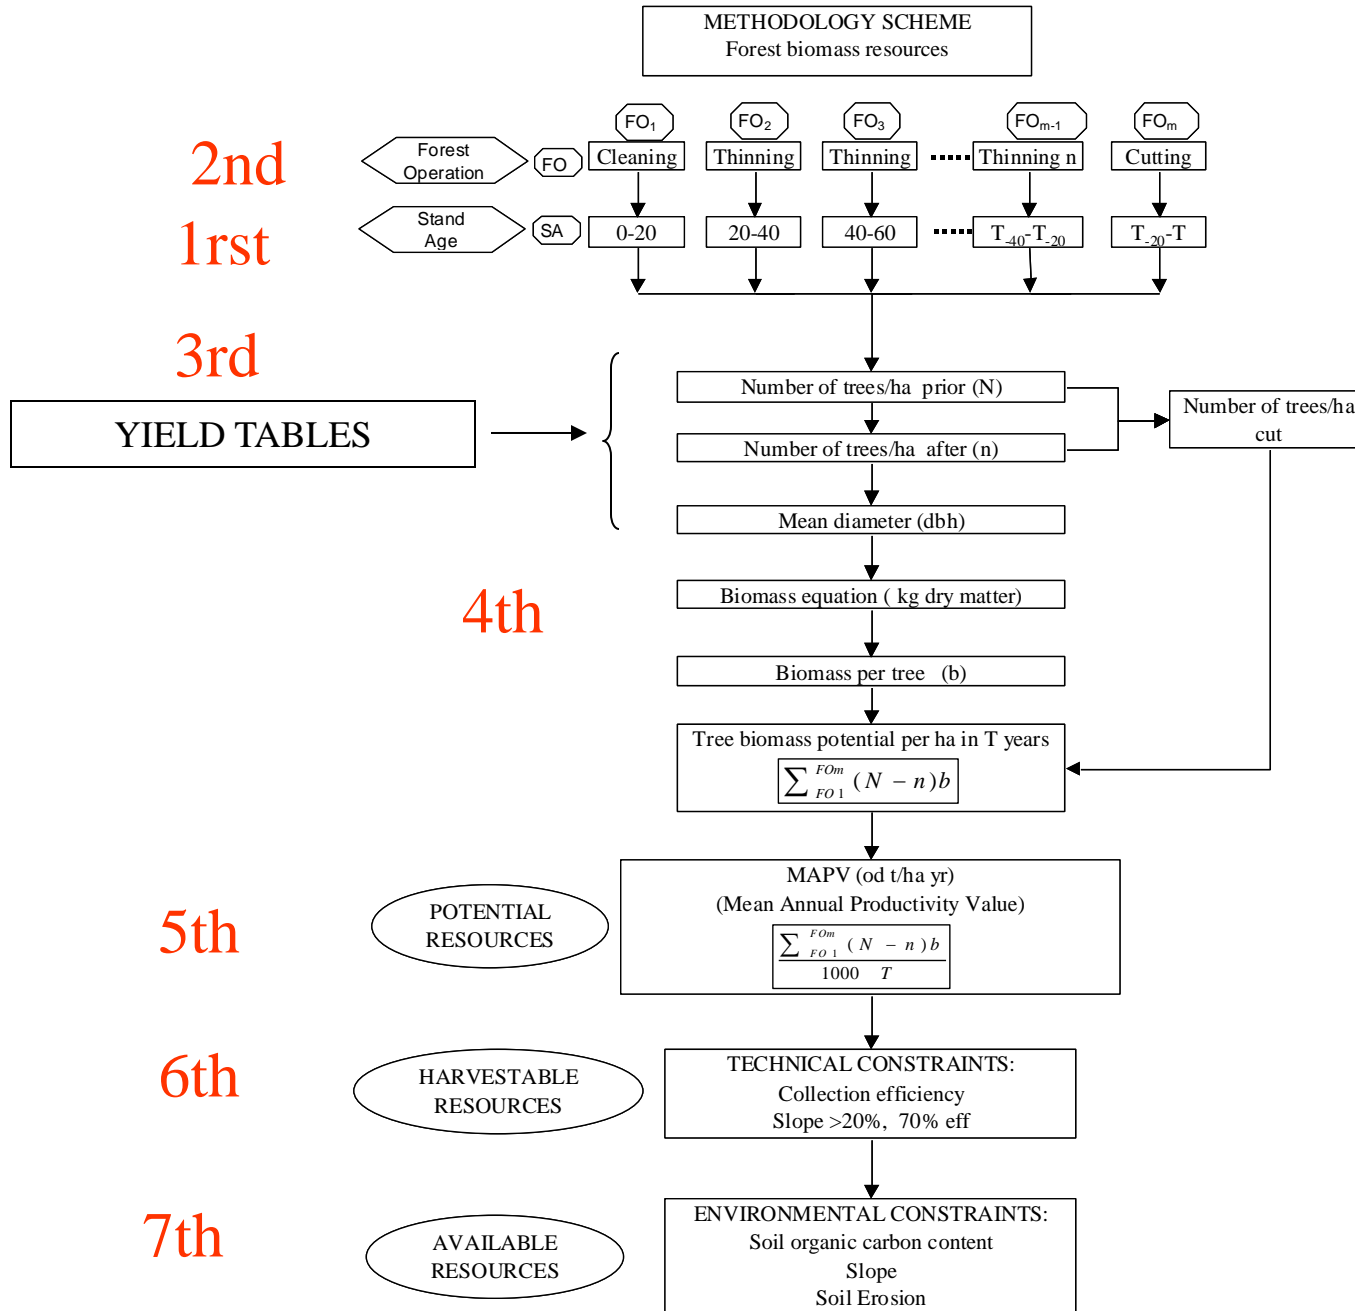 METHODOLOGY SCHEME
Forest biomass resources
FO₁
FO₂
FO₃
FOₘ₋₁
FOₘ
2nd
Forest
Operation
FO
Cleaning
Thinning
Thinning
Thinning n
Cutting
1rst
Stand
Age
SA
0-20
20-40
40-60
T₋₄₀-T₋₂₀
T₋₂₀-T
3rd
YIELD TABLES
Number of trees/ha prior (N)
Number of trees/ha after (n)
Number of trees/ha
cut
Mean diameter (dbh)
4th
Biomass equation ( kg dry matter)
Biomass per tree (b)
Tree biomass potential per ha in T years
∑ FO 1 FOm (N − n)b
5th
POTENTIAL
RESOURCES
MAPV (od t/ha yr)
(Mean Annual Productivity Value)
∑ FO 1 FOm (N − n)b
1000 T
6th
HARVESTABLE
RESOURCES
TECHNICAL CONSTRAINTS:
Collection efficiency
Slope >20%, 70% eff
7th
AVAILABLE
RESOURCES
ENVIRONMENTAL CONSTRAINTS:
Soil organic carbon content
Slope
Soil Erosion